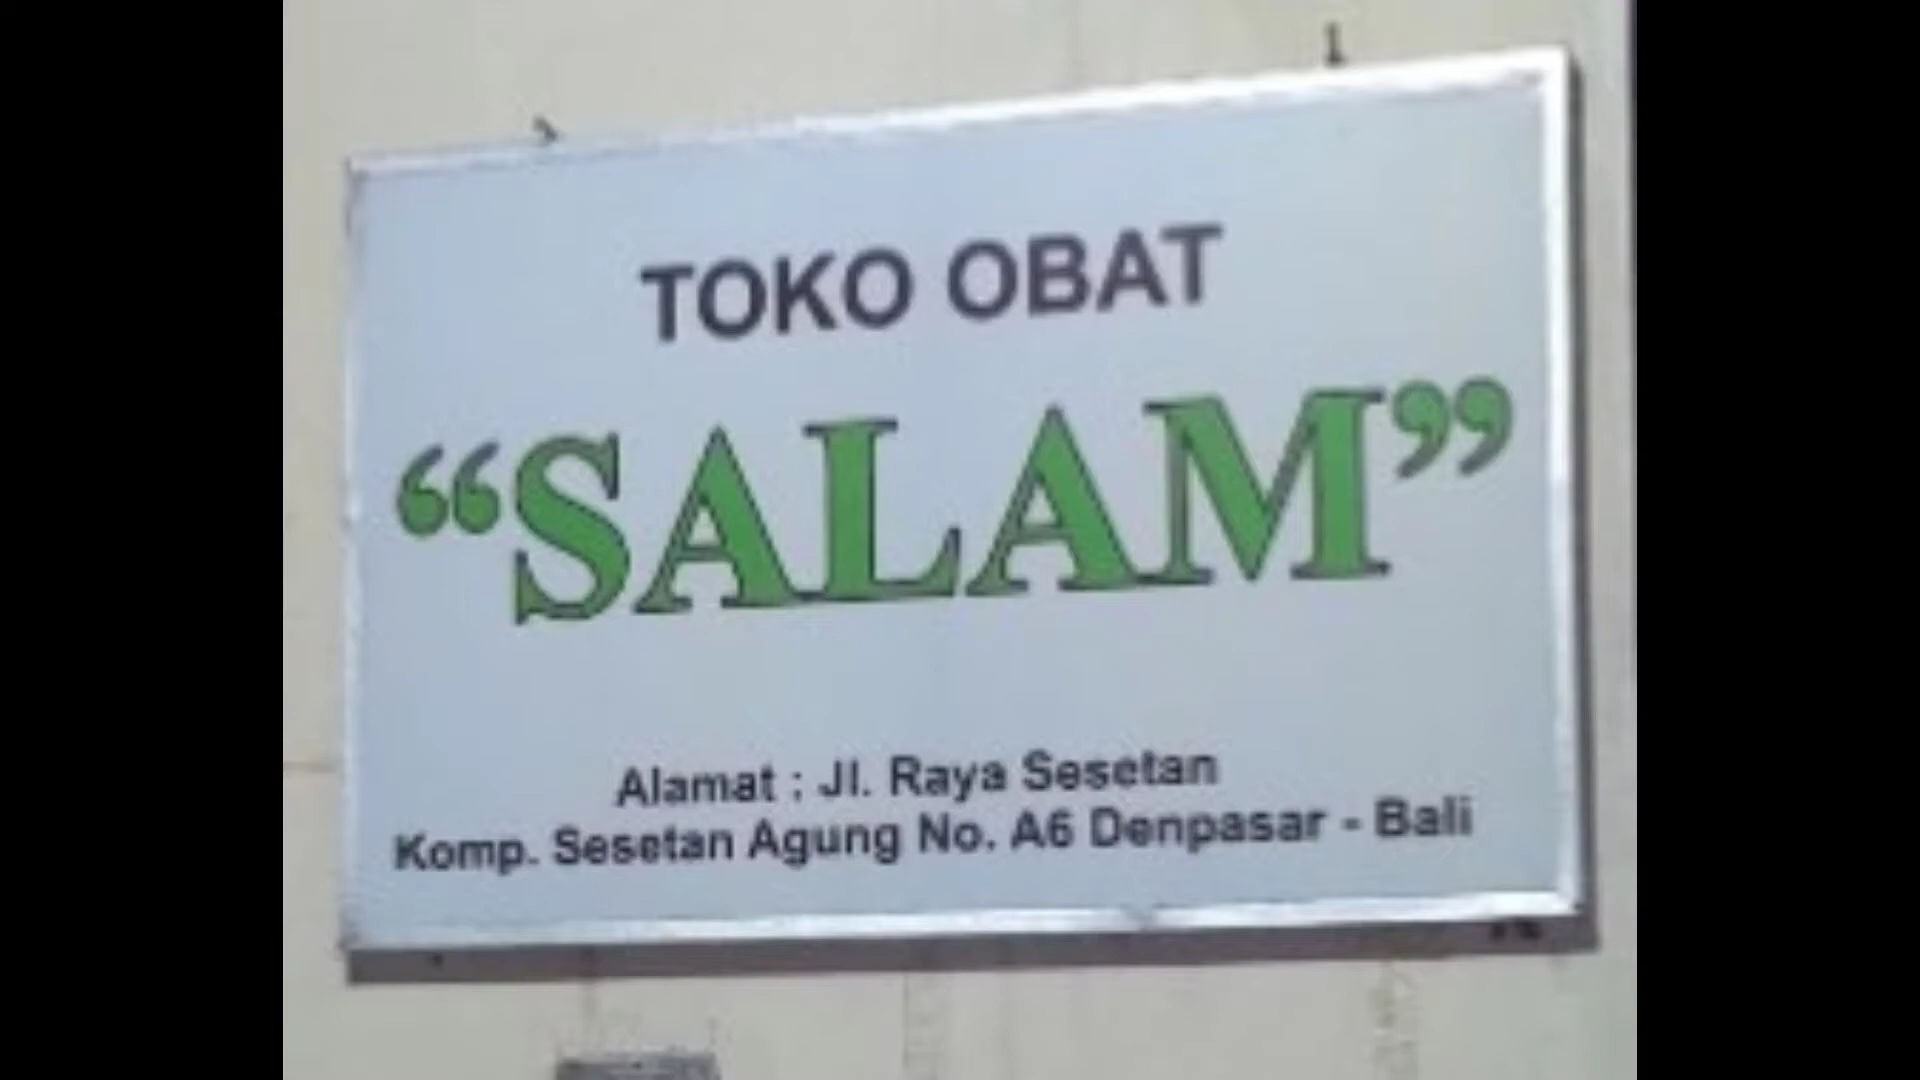 TOKO OBAT
“SALAM”
Alamat : Jl. Raya Sesetan
Komp. Sesetan Agung No. A6 Denpasar - Bali